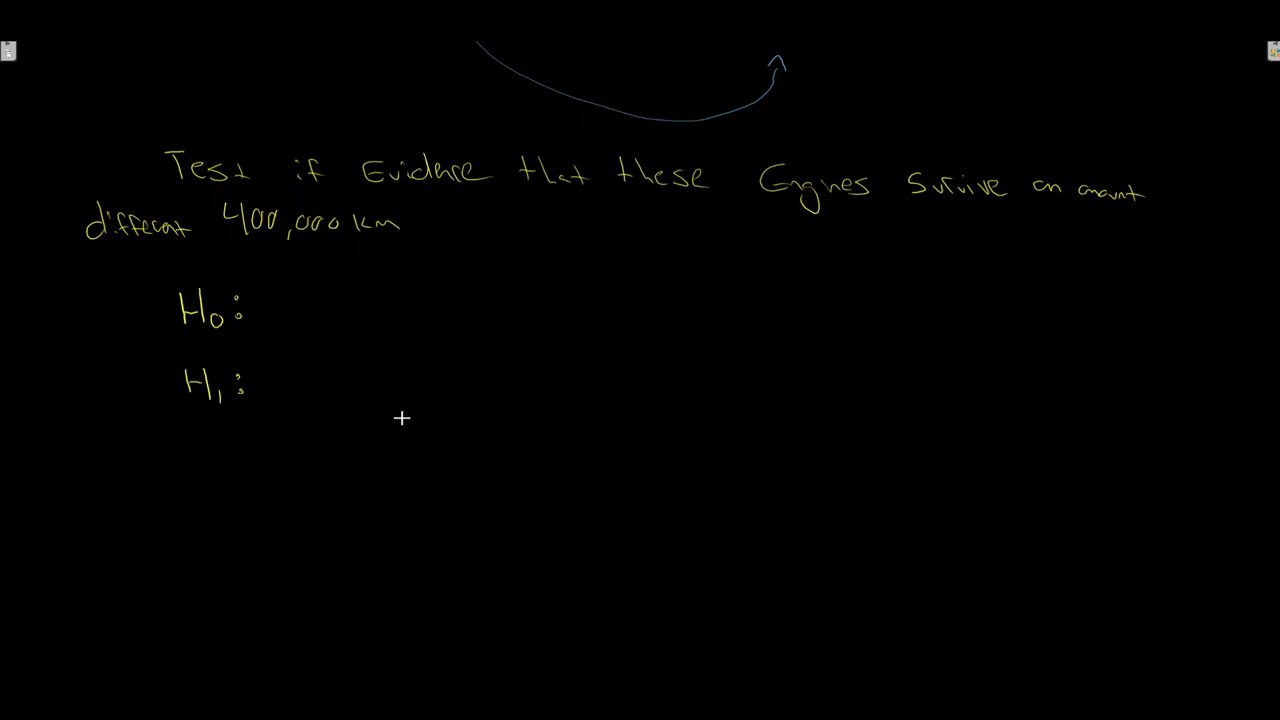 Test if Evidence that these Engines Survive an amount
different 400,000 km
H₀:
H₁: